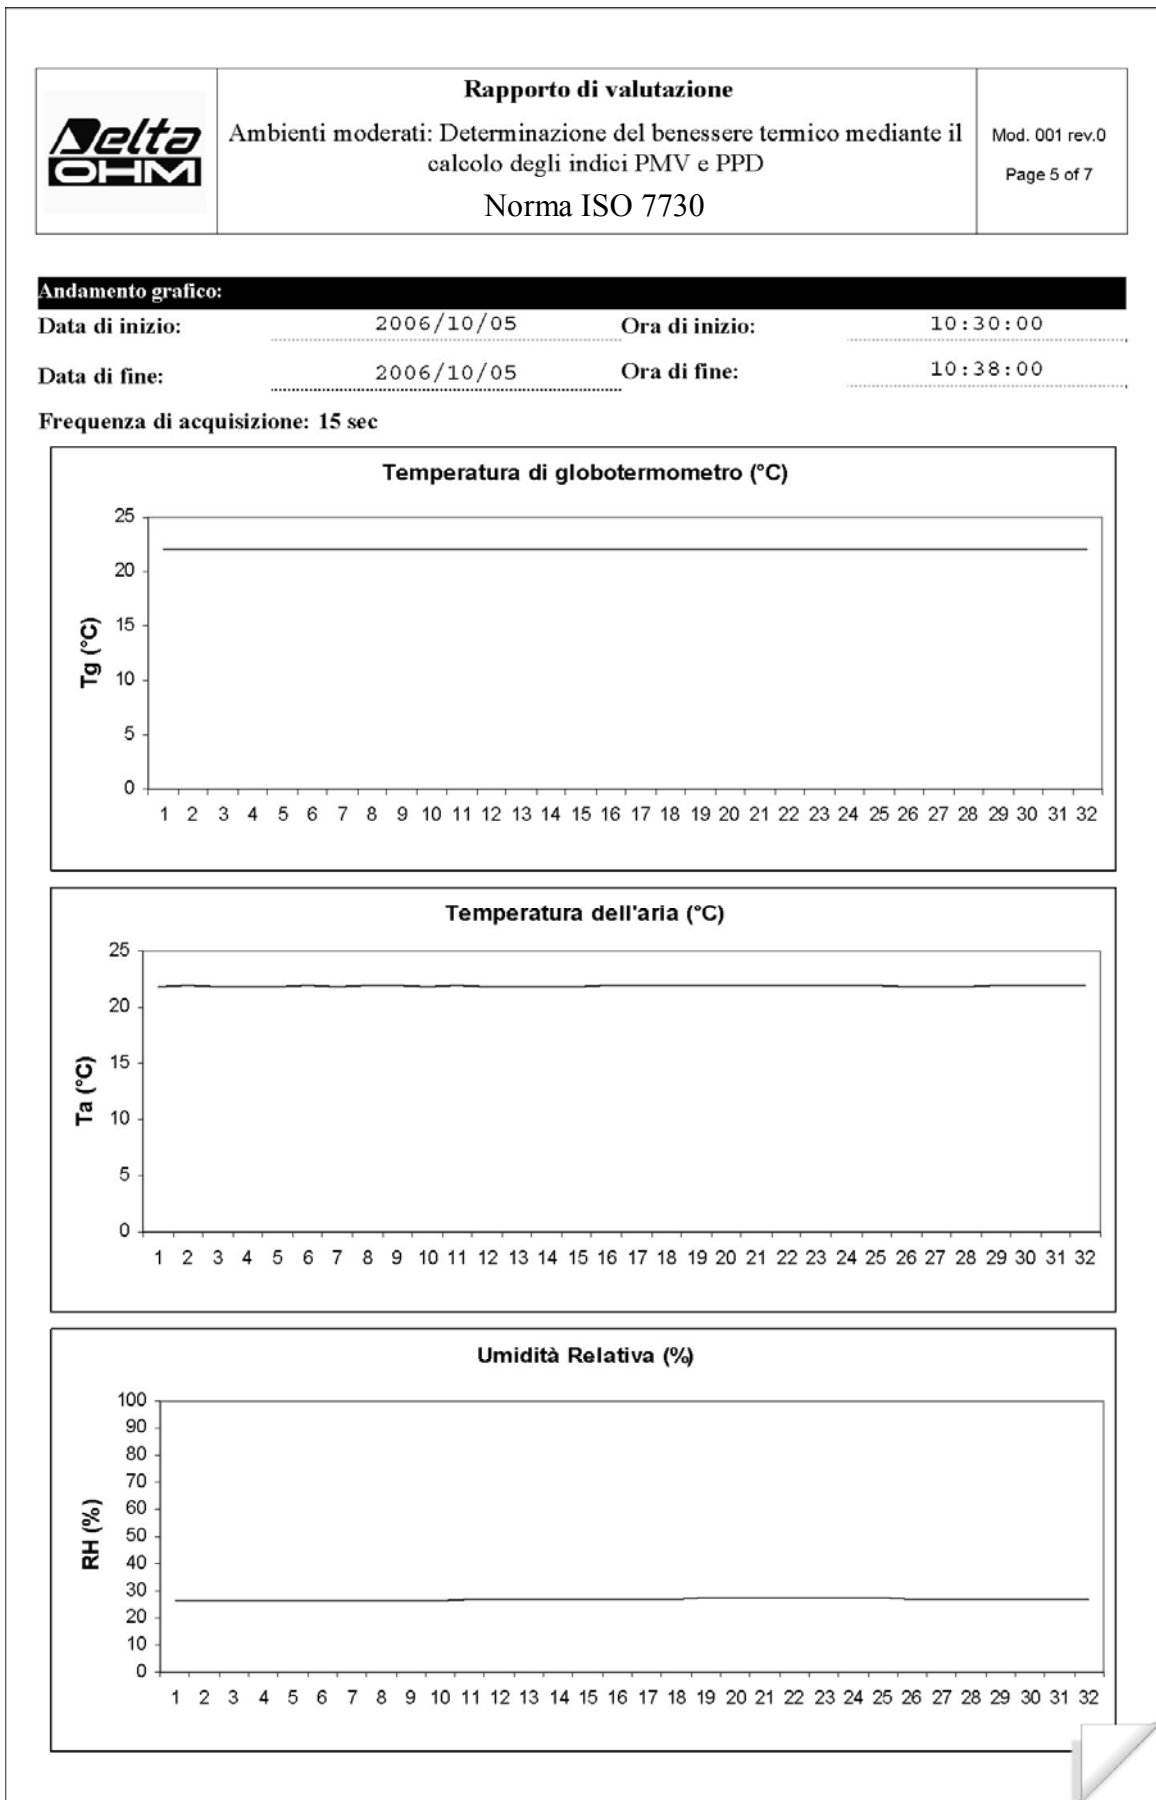 Delta
OHM
Rapporto di valutazione
Ambienti moderati: Determinazione del benessere termico mediante il
calcolo degli indici PMV e PPD
Norma ISO 7730
Mod. 001 rev.0
Page 5 of 7
Andamento grafico:
Data di inizio: 2006/10/05 Ora di inizio: 10:30:00
Data di fine: 2006/10/05 Ora di fine: 10:38:00
Frequenza di acquisizione: 15 sec
Temperatura di globotermometro (°C)
25
20
15
10
5
0
Tg (°C)
1 2 3 4 5 6 7 8 9 10 11 12 13 14 15 16 17 18 19 20 21 22 23 24 25 26 27 28 29 30 31 32
Temperatura dell'aria (°C)
25
20
15
10
5
0
Ta (°C)
1 2 3 4 5 6 7 8 9 10 11 12 13 14 15 16 17 18 19 20 21 22 23 24 25 26 27 28 29 30 31 32
Umidità Relativa (%)
100
90
80
70
60
50
40
30
20
10
0
RH (%)
1 2 3 4 5 6 7 8 9 10 11 12 13 14 15 16 17 18 19 20 21 22 23 24 25 26 27 28 29 30 31 32